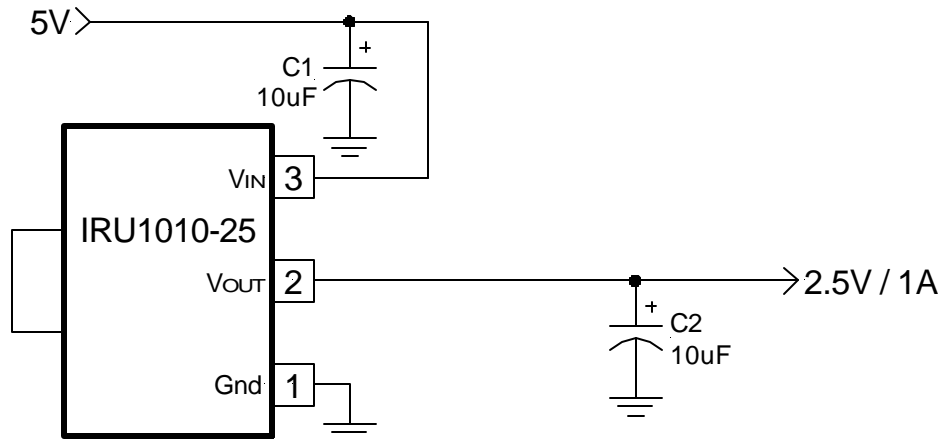 5V
+
C1
10uF
VIN 3
IRU1010-25
VOUT 2
2.5V / 1A
+
C2
10uF
Gnd 1